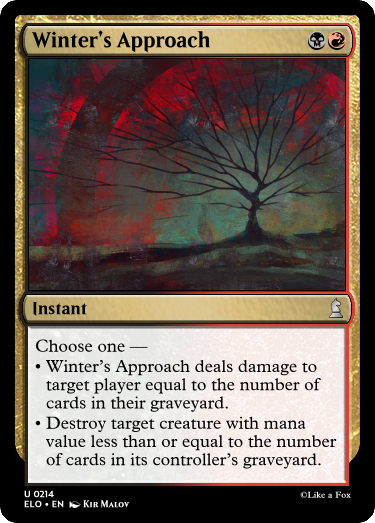 Winter's Approach
Instant
Choose one —
• Winter's Approach deals damage to
target player equal to the number of
cards in their graveyard.
• Destroy target creature with mana
value less than or equal to the number
of cards in its controller's graveyard.
U 0214
ELO • EN Kir Malov
©Like a Fox